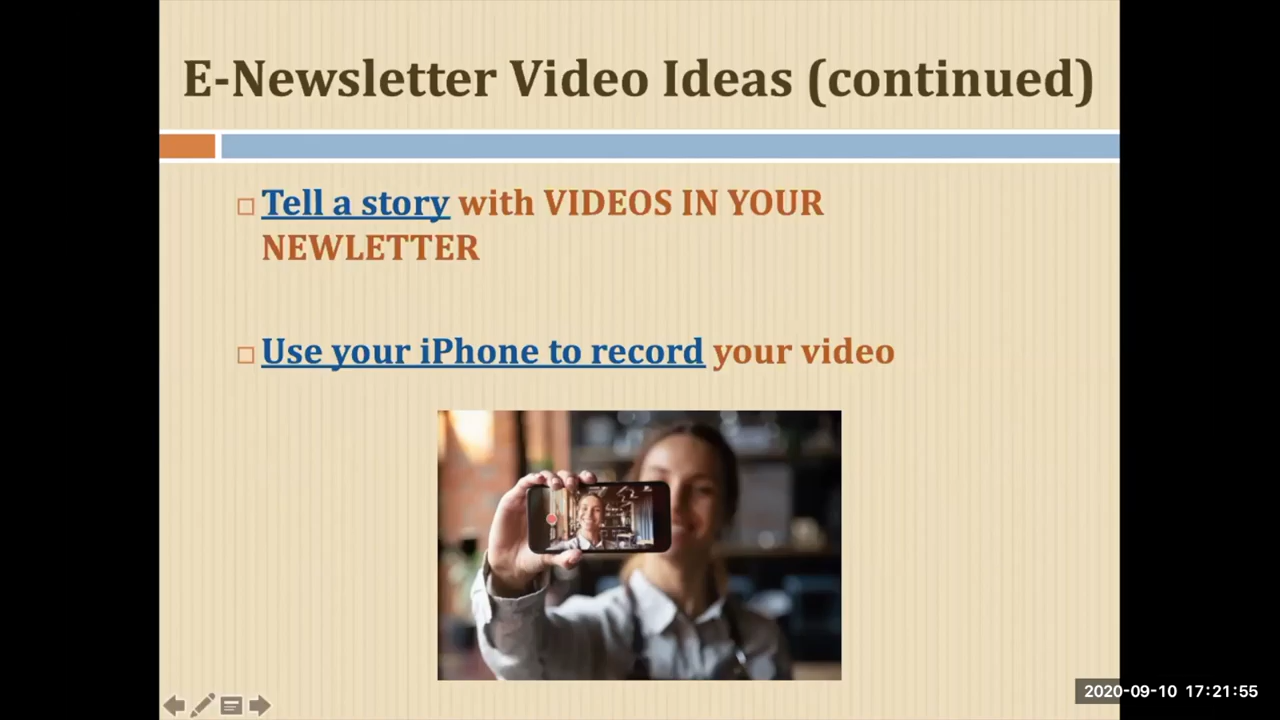 E-Newsletter Video Ideas (continued)
Tell a story with VIDEOS IN YOUR
NEWLETTER
Use your iPhone to record your video
2020-09-10 17:21:55